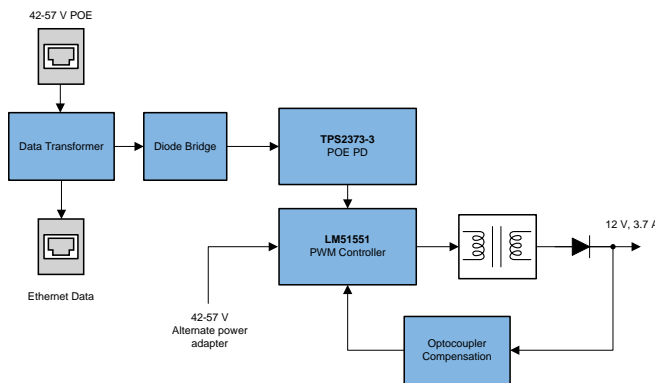 42-57 V POE
Data Transformer
Diode Bridge
TPS2373-3
POE PD
LM51551
PWM Controller
12 V, 3.7 A
Ethernet Data
42-57 V
Alternate power
adapter
Optocoupler
Compensation